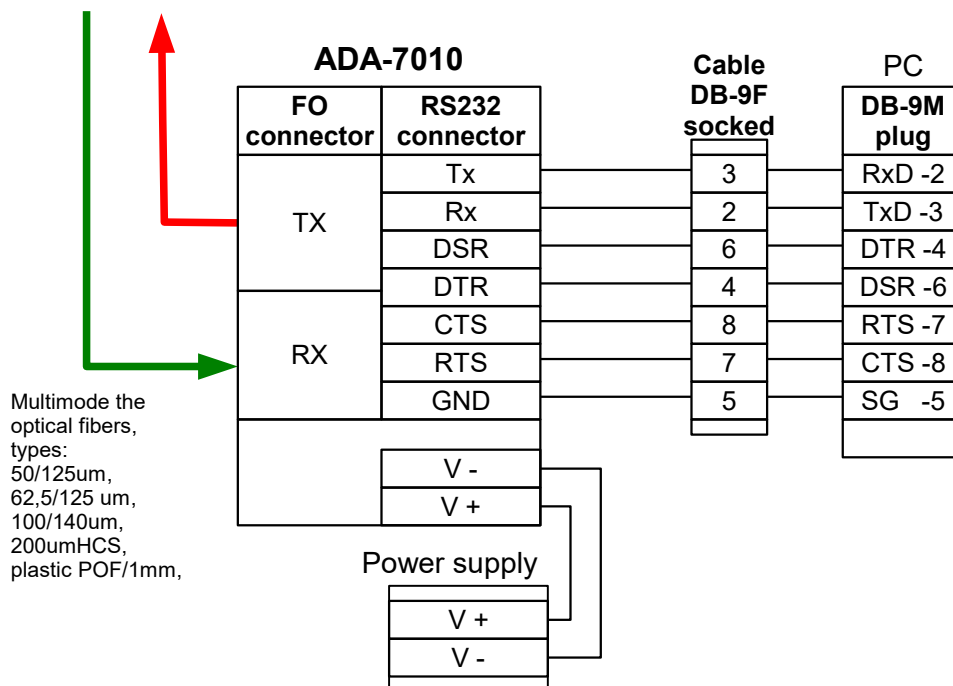 ADA-7010
FO
connector
RS232
connector
TX
RX
Tx
Rx
DSR
DTR
CTS
RTS
GND
V -
V +
Cable
DB-9F
socked
3
2
6
4
8
7
5
PC
DB-9M
plug
RxD -2
TxD -3
DTR -4
DSR -6
RTS -7
CTS -8
SG -5
Multimode the
optical fibers,
types:
50/125um,
62,5/125 um,
100/140um,
200umHCS,
plastic POF/1mm,
Power supply
V +
V -